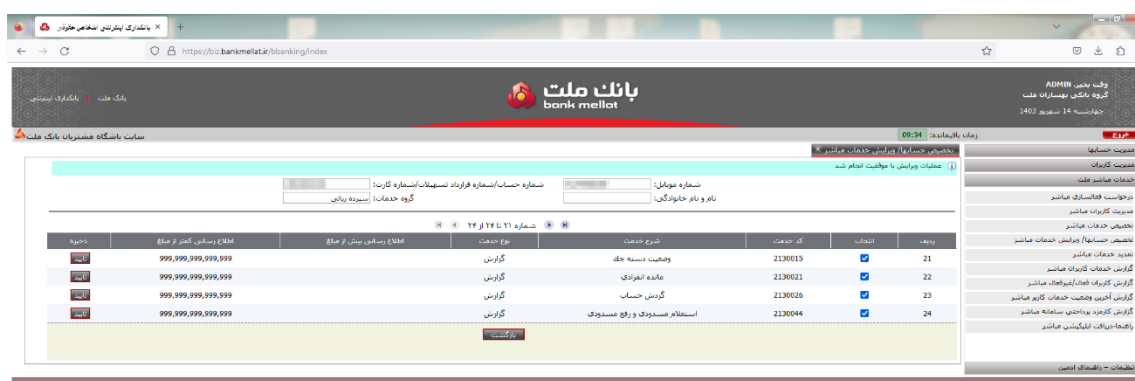 بانکداری اینترنتی اشخاص حقوقی
https://biz.bankmellat.ir/bbanking/index
وقت بخیر، ADMIN
گروه بانکی بهسازان ملت
چهارشنبه 14 شهریور 1403
بانك ملت
bank mellat
بانک ملت | بانکداری اینترنتی
خروج
زمان باقیمانده: 09:34
سایت باشگاه مشتریان بانک ملت
مدیریت حسابها
مدیریت کاربران
خدمات مباشر ملت
درخواست فعالسازی مباشر
مدیریت کاربران مباشر
تخصیص خدمات مباشر
تخصیص حسابها/ ویرایش خدمات مباشر
تمدید خدمات مباشر
گزارش خدمات کاربران مباشر
گزارش کاربران فعال/غیرفعال مباشر
گزارش آخرین وضعیت خدمات کاربر مباشر
گزارش کارمزد پرداختی سامانه مباشر
راهنما-دریافت اپلیکیشن مباشر
تنظیمات – راهنمای ادمین
تخصیص حسابها/ ویرایش خدمات مباشر
عملیات ویرایش با موفقیت انجام شد
شماره موبایل: شماره حساب/شماره قرارداد تسهیلات/شماره کارت:
نام و نام خانوادگی: گروه خدمات: سپرده ریالی
شماره ۲۱ تا ۲۴ از ۲۴
ردیف انتخاب کد خدمت شرح خدمت نوع خدمت اطلاع رسانی بیش از مبلغ اطلاع رسانی کمتر از مبلغ ذخیره
21 2130015 وضعیت دسته چك گزارش 999,999,999,999,999 تایید
22 2130021 مانده انفرادی گزارش 999,999,999,999,999 تایید
23 2130026 گردش حساب گزارش 999,999,999,999,999 تایید
24 2130044 استعلام مسدودی و رفع مسدودی گزارش 999,999,999,999,999 تایید
بازگشت